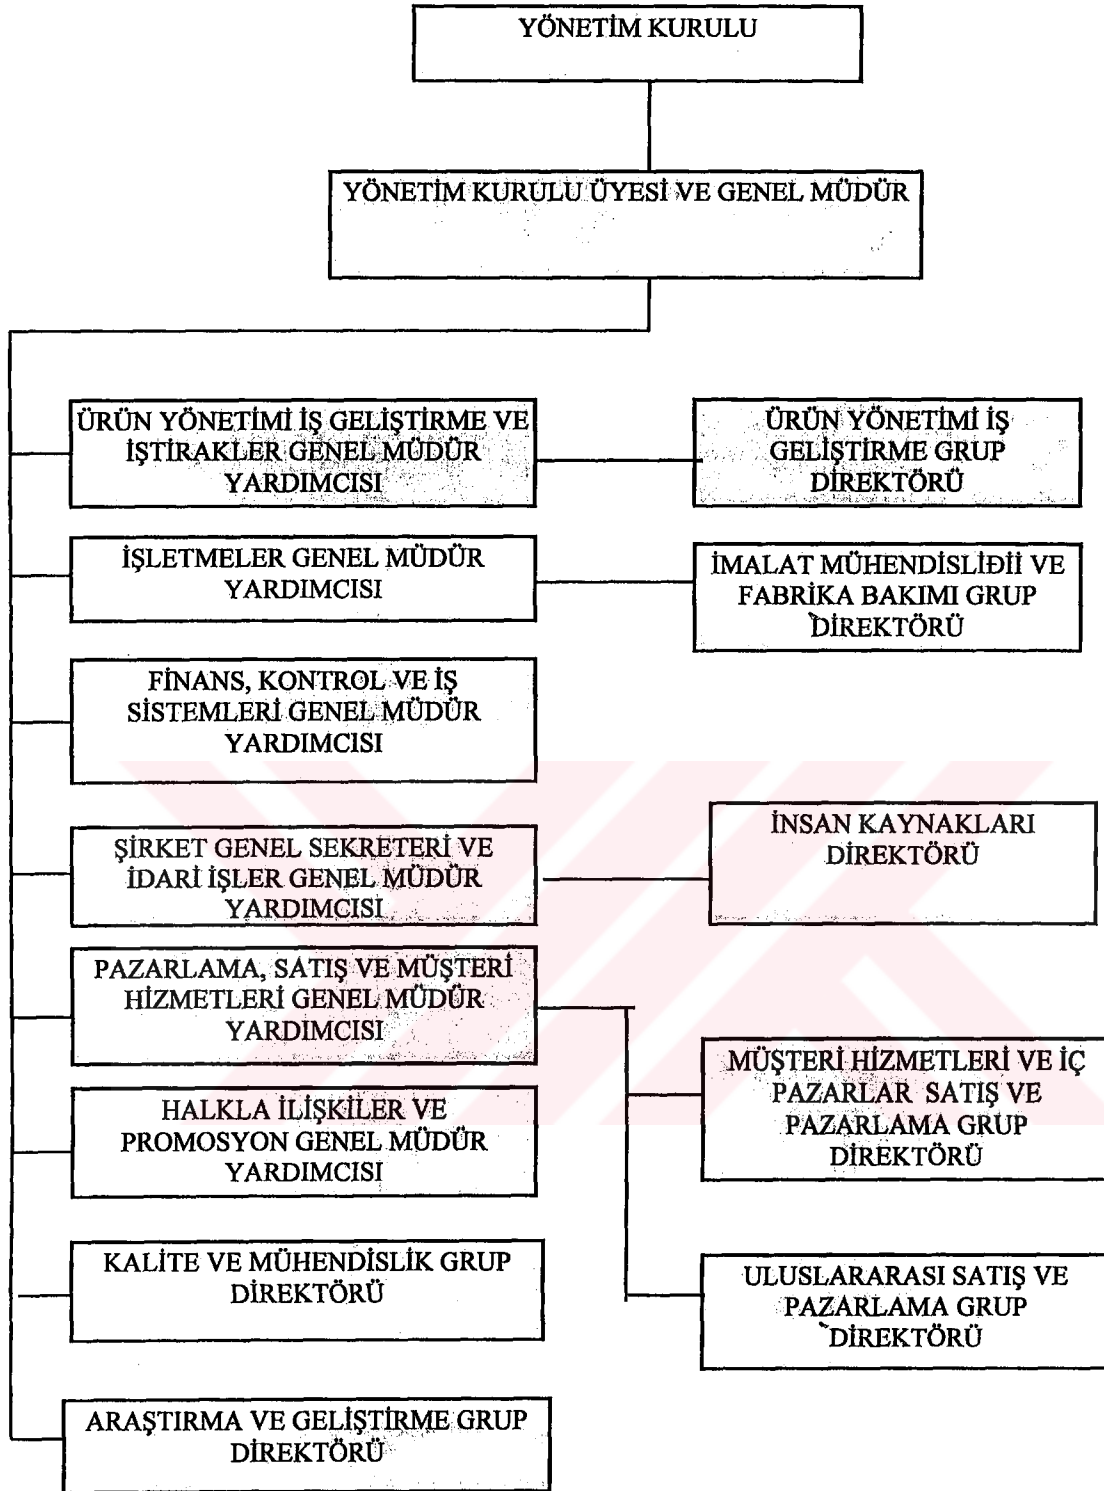 YÖNETİM KURULU
YÖNETİM KURULU ÜYESİ VE GENEL MÜDÜR
ÜRÜN YÖNETİMİ İŞ GELİŞTİRME VE
İŞTİRAKLER GENEL MÜDÜR
YARDIMCISI
ÜRÜN YÖNETİMİ İŞ
GELİŞTİRME GRUP
DİREKTÖRÜ
İŞLETMELER GENEL MÜDÜR
YARDIMCISI
İMALAT MÜHENDİSLİĐİİ VE
FABRİKA BAKIMI GRUP
DİREKTÖRÜ
FİNANS, KONTROL VE İŞ
SİSTEMLERİ GENEL MÜDÜR
YARDIMCISI
ŞİRKET GENEL SEKRETERİ VE
İDARİ İŞLER GENEL MÜDÜR
YARDIMCISI
İNSAN KAYNAKLARI
DİREKTÖRÜ
PAZARLAMA, SATIŞ VE MÜŞTERİ
HİZMETLERİ GENEL MÜDÜR
YARDIMCISI
MÜŞTERİ HİZMETLERİ VE İÇ
PAZARLAR SATIŞ VE
PAZARLAMA GRUP
DİREKTÖRÜ
HALKLA İLİŞKİLER VE
PROMOSYON GENEL MÜDÜR
YARDIMCISI
KALİTE VE MÜHENDİSLİK GRUP
DİREKTÖRÜ
ULUSLARARASI SATIŞ VE
PAZARLAMA GRUP
DİREKTÖRÜ
ARAŞTIRMA VE GELİŞTİRME GRUP
DİREKTÖRÜ